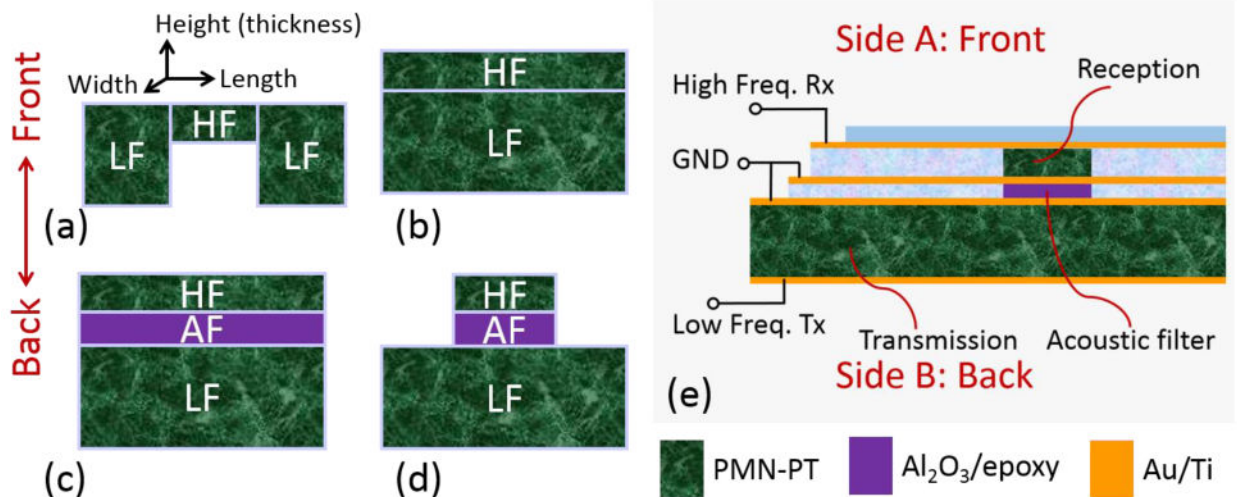 Height (thickness)
Width
Length
Front
Back
LF
HF
LF
(a)
HF
LF
(b)
HF
AF
LF
(c)
HF
AF
LF
(d)
Side A: Front
Reception
High Freq. Rx
GND
Low Freq. Tx
Transmission
Acoustic filter
Side B: Back
(e)
PMN-PT
Al₂O₃/epoxy
Au/Ti